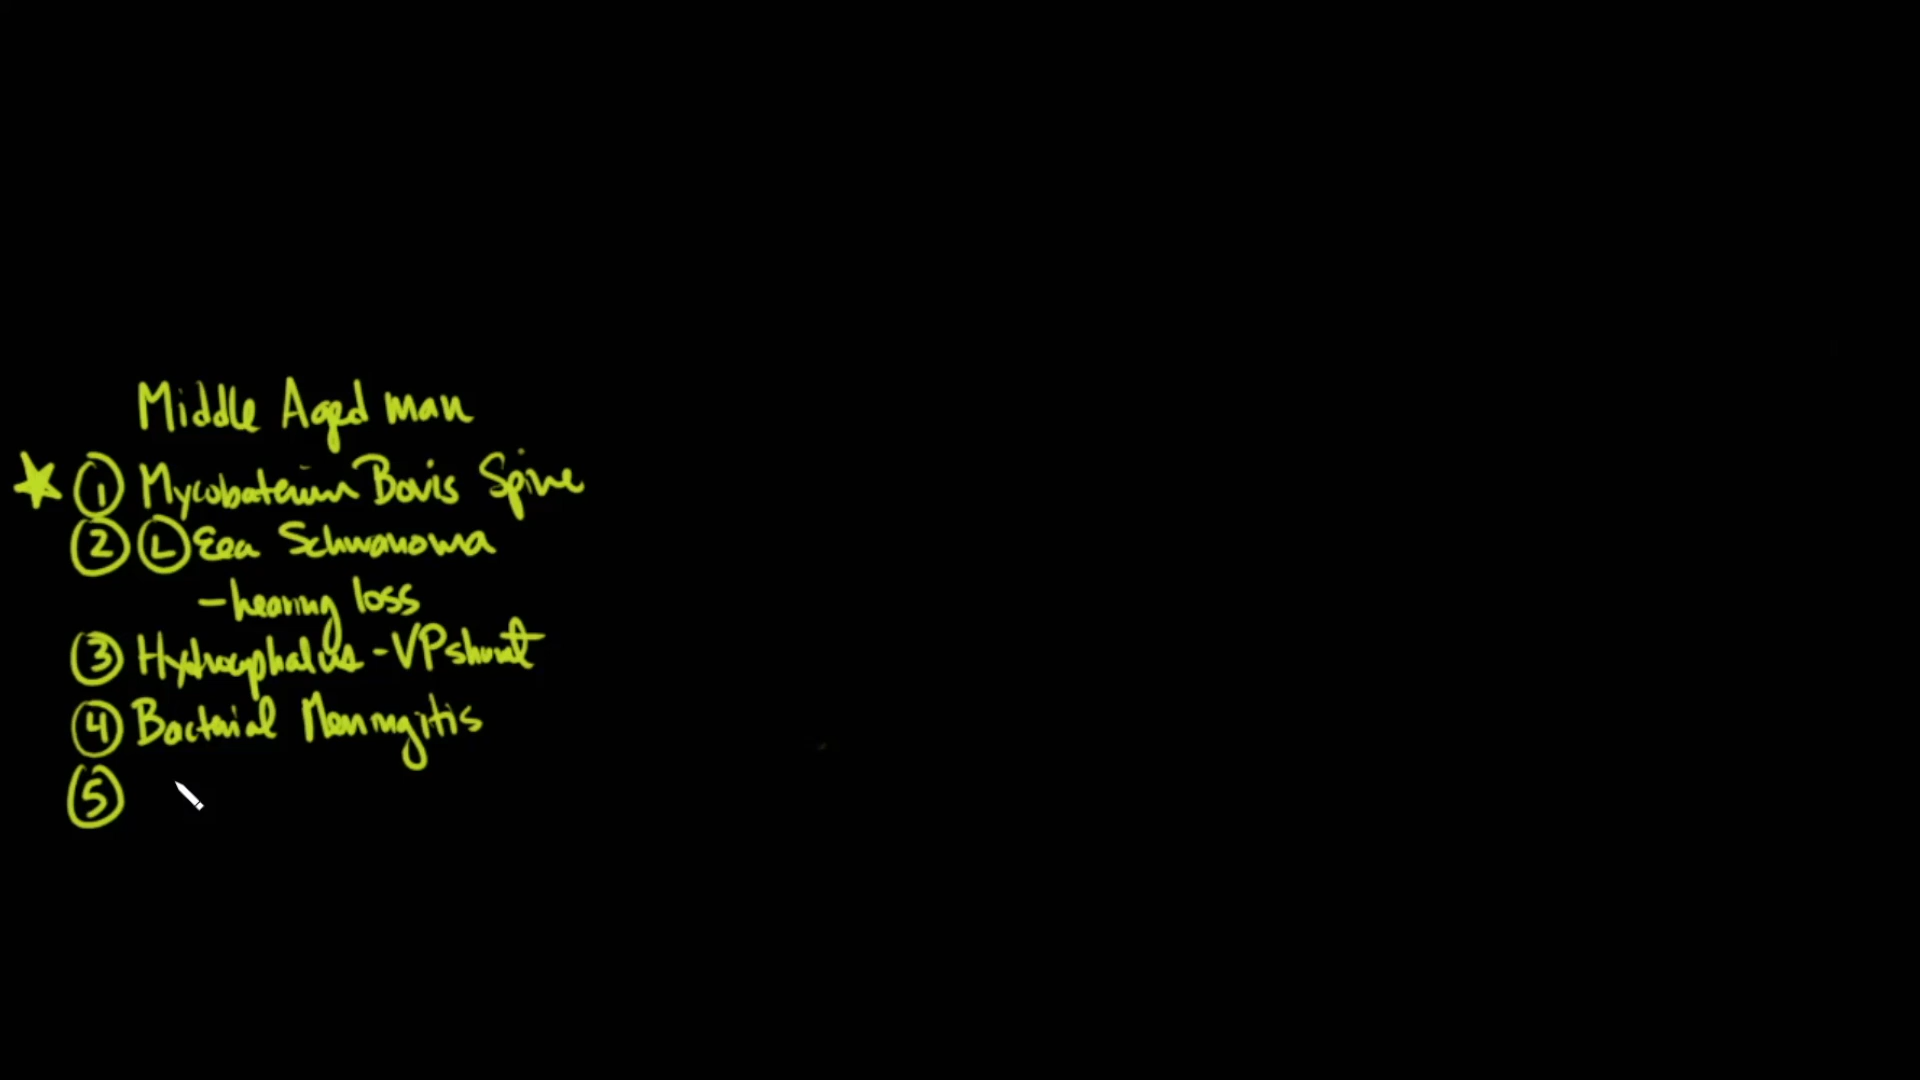 Middle Aged man
★ ① Mycobaterium Bovis Spine
② Ⓛ Ear Schwanoma
- hearing loss
③ Hydrocephalus - VP shunt
④ Bacterial Meningitis
⑤